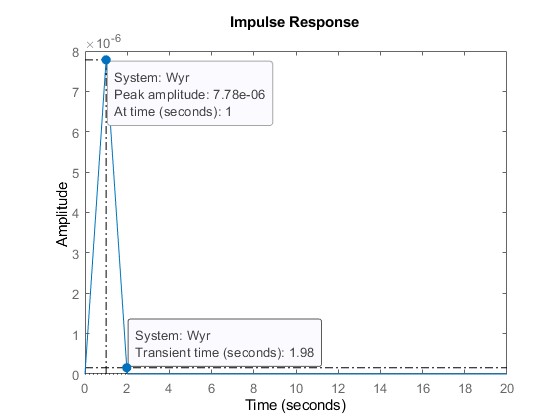 Impulse Response
×10-6
8
7
6
5
4
3
2
1
0
Amplitude
System: Wyr
Peak amplitude: 7.78e-06
At time (seconds): 1
System: Wyr
Transient time (seconds): 1.98
0 2 4 6 8 10 12 14 16 18 20
Time (seconds)